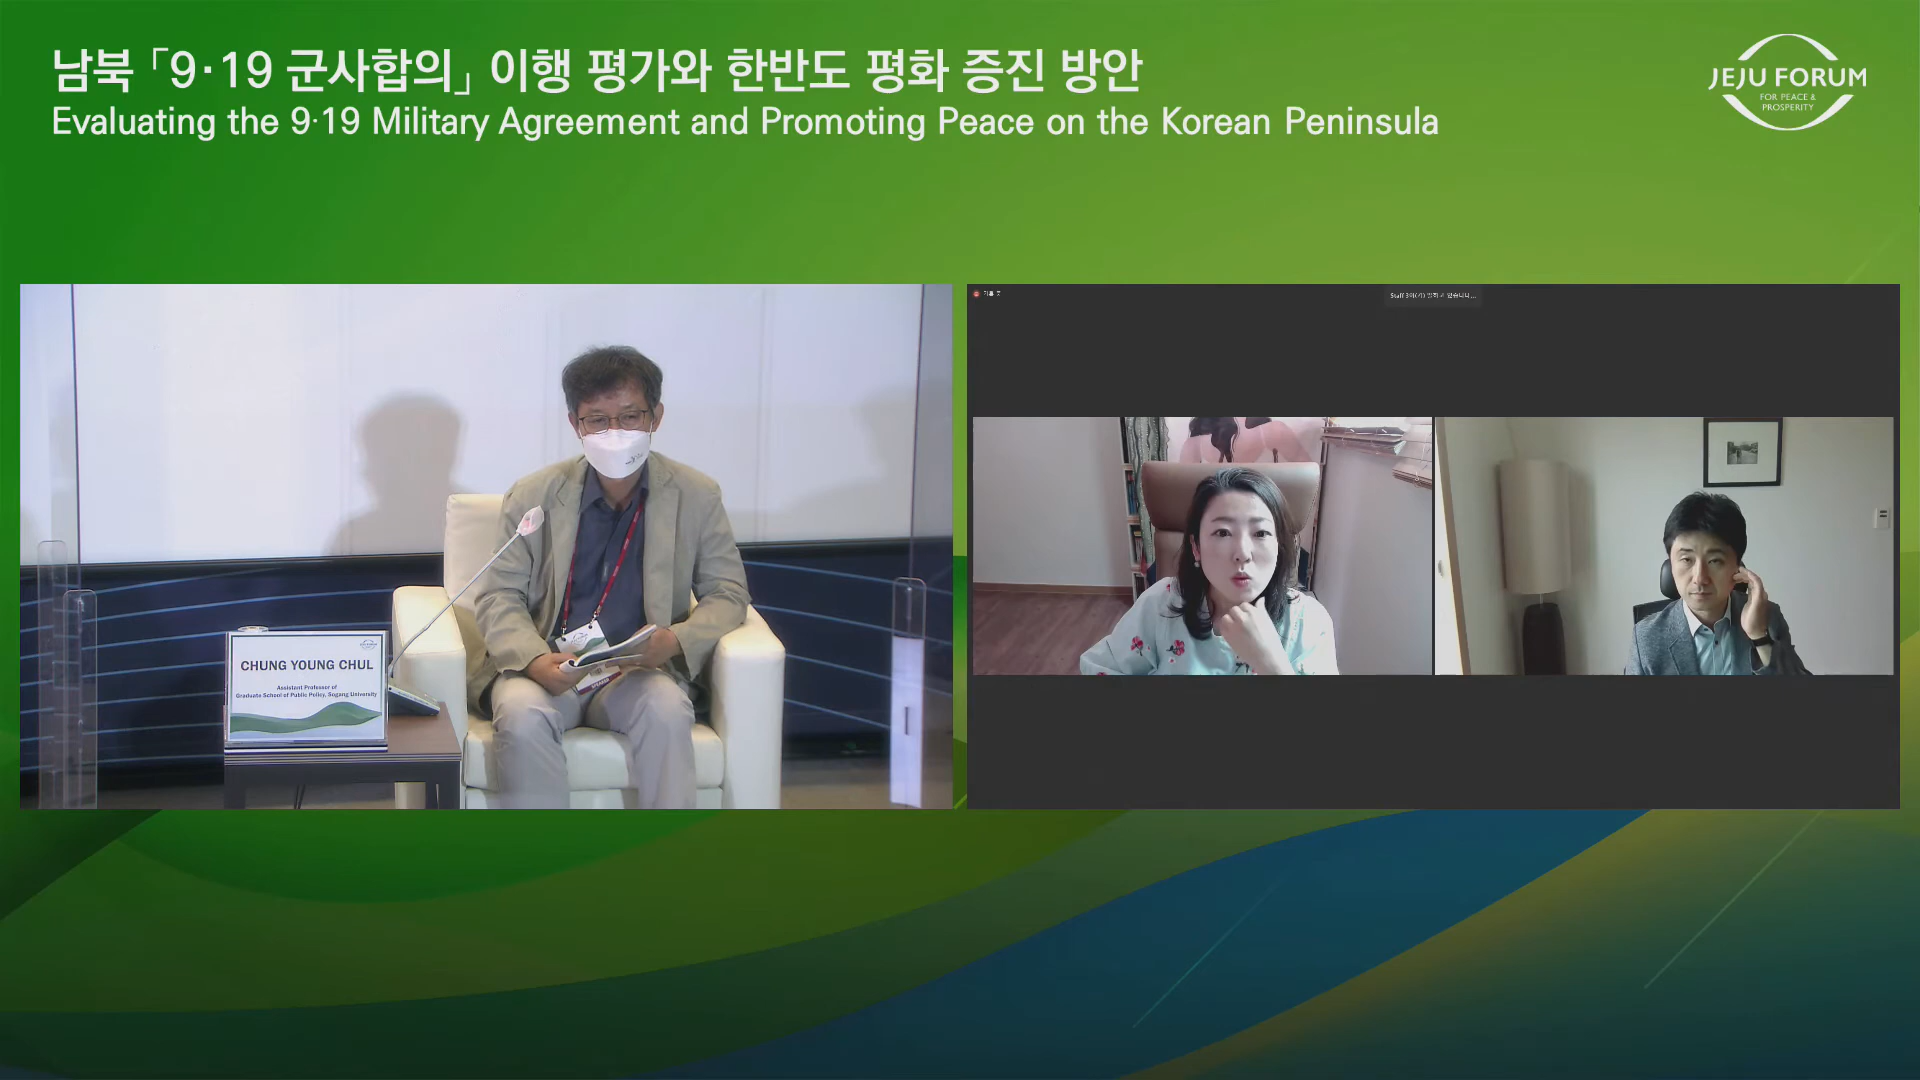 남북 「9·19 군사합의」 이행 평가와 한반도 평화 증진 방안
Evaluating the 9·19 Military Agreement and Promoting Peace on the Korean Peninsula
JEJU FORUM
FOR PEACE &
PROSPERITY
CHUNG YOUNG CHUL
Assistant Professor of
Graduate School of Public Policy, Sogang University
SPEAKER